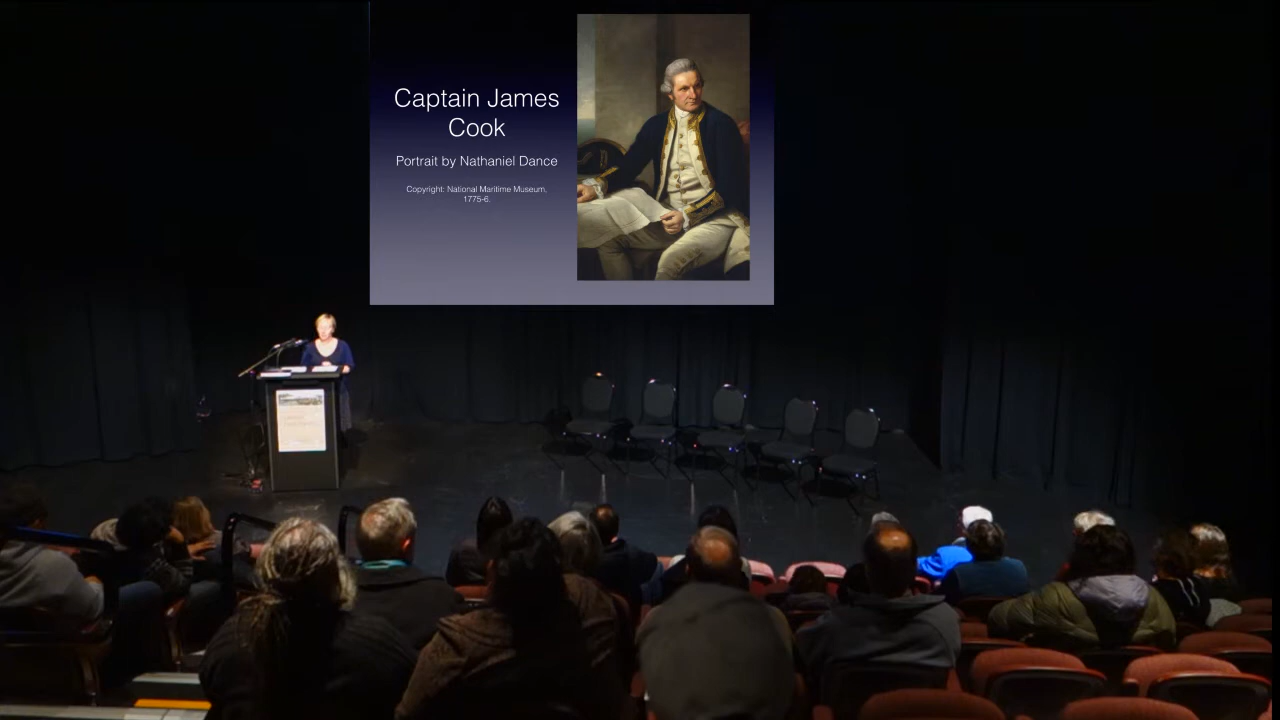 Captain James
Cook
Portrait by Nathaniel Dance
Copyright: National Maritime Museum,
1775-6.